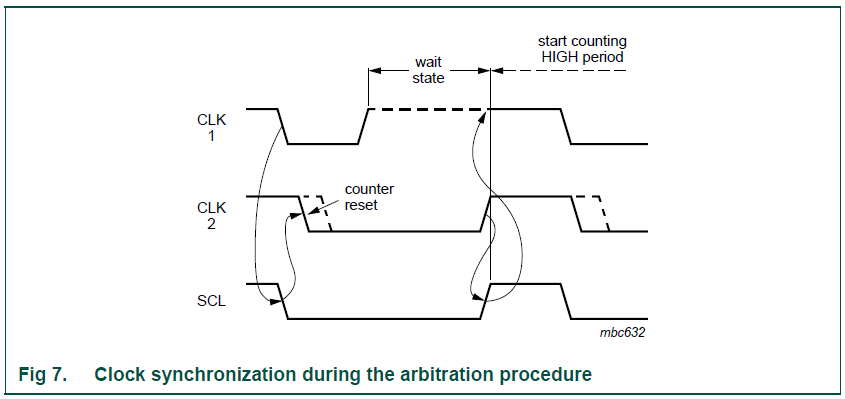 start counting
HIGH period
wait
state
CLK
1
counter
reset
CLK
2
SCL
mbc632
Fig 7. Clock synchronization during the arbitration procedure